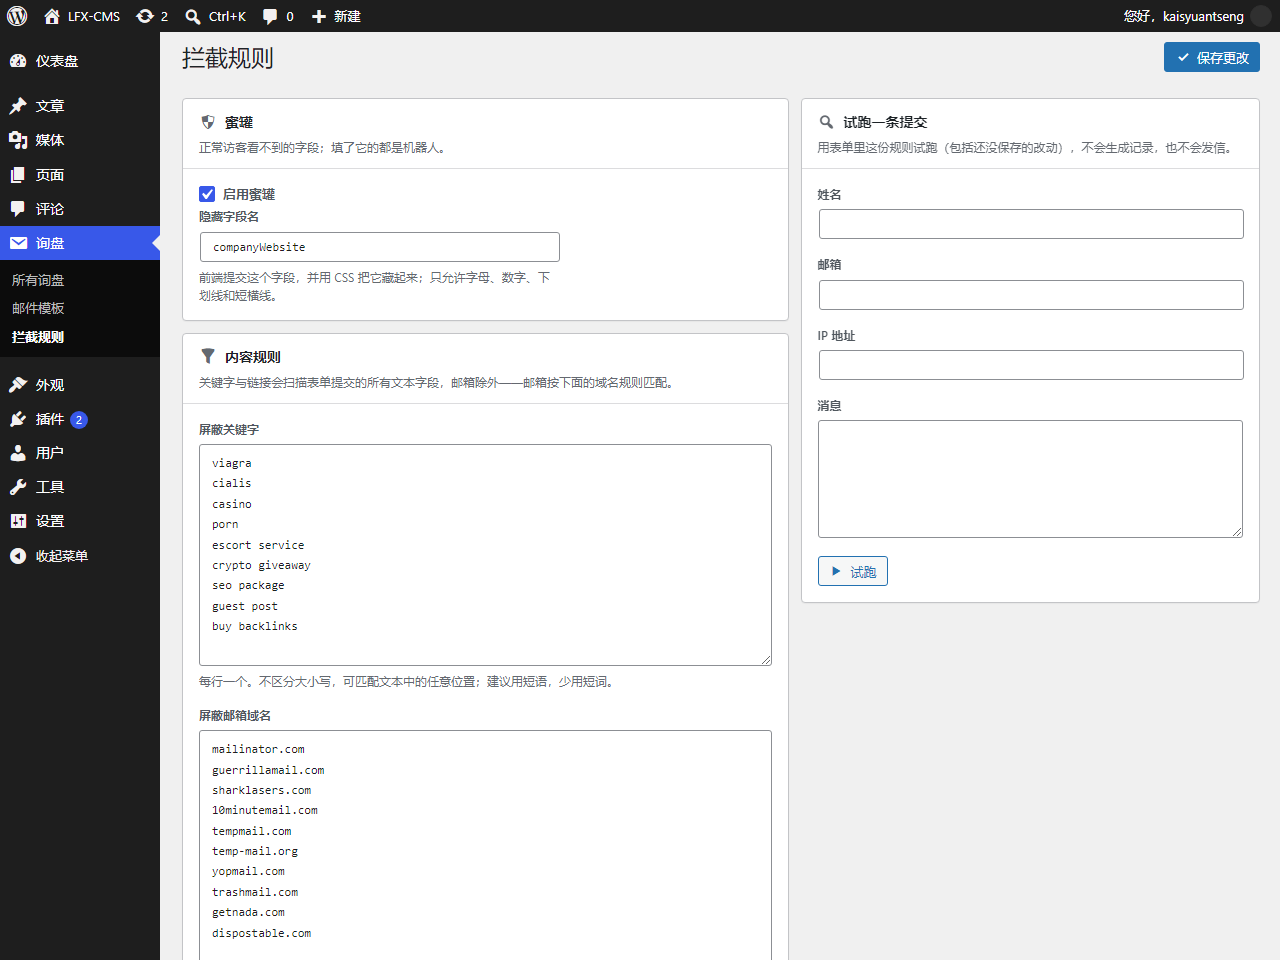 LFX-CMS
2
Ctrl+K
0
新建
您好，kaisyuantseng
仪表盘
文章
媒体
页面
评论
询盘
所有询盘
邮件模板
拦截规则
外观
插件 2
用户
工具
设置
收起菜单
拦截规则
保存更改
蜜罐
正常访客看不到的字段；填了它的都是机器人。
启用蜜罐
隐藏字段名
companyWebsite
前端提交这个字段，并用 CSS 把它藏起来；只允许字母、数字、下
划线和短横线。
内容规则
关键字与链接会扫描表单提交的所有文本字段，邮箱除外——邮箱按下面的域名规则匹配。
屏蔽关键字
viagra
cialis
casino
porn
escort service
crypto giveaway
seo package
guest post
buy backlinks
每行一个。不区分大小写，可匹配文本中的任意位置；建议用短语，少用短词。
屏蔽邮箱域名
mailinator.com
guerrillamail.com
sharklasers.com
10minutemail.com
tempmail.com
temp-mail.org
yopmail.com
trashmail.com
getnada.com
dispostable.com
试跑一条提交
用表单里这份规则试跑（包括还没保存的改动），不会生成记录，也不会发信。
姓名
邮箱
IP 地址
消息
试跑